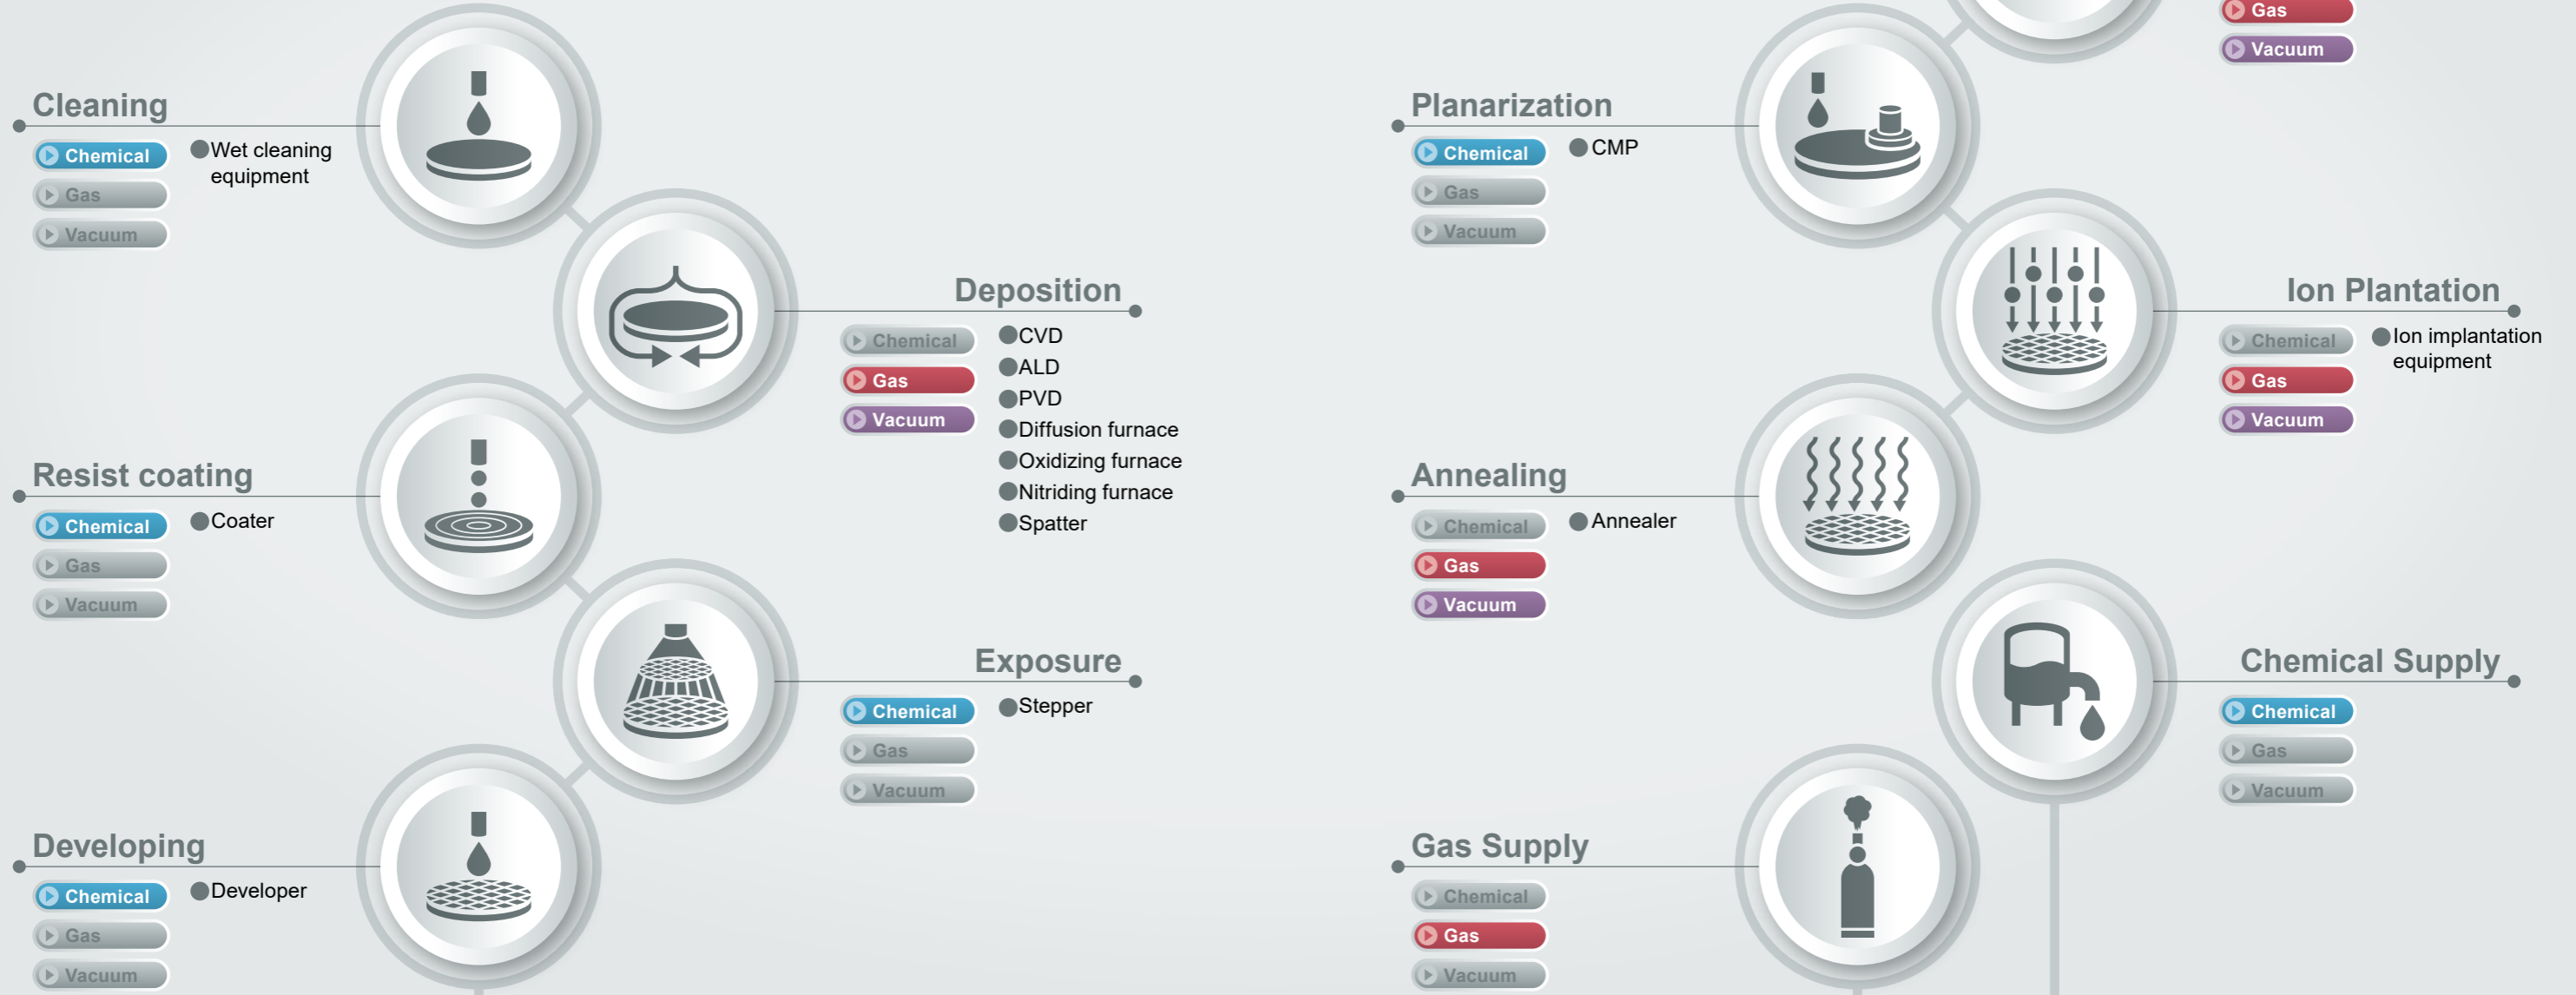 Cleaning
Chemical
Gas
Vacuum
Wet cleaning
equipment
Deposition
Chemical
Gas
Vacuum
CVD
ALD
PVD
Diffusion furnace
Oxidizing furnace
Nitriding furnace
Spatter
Resist coating
Chemical
Gas
Vacuum
Coater
Exposure
Chemical
Gas
Vacuum
Stepper
Developing
Chemical
Gas
Vacuum
Developer
Gas
Vacuum
Planarization
Chemical
Gas
Vacuum
CMP
Ion Plantation
Chemical
Gas
Vacuum
Ion implantation
equipment
Annealing
Chemical
Gas
Vacuum
Annealer
Chemical Supply
Chemical
Gas
Vacuum
Gas Supply
Chemical
Gas
Vacuum